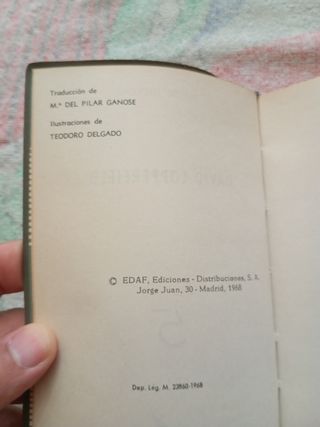 Traducción de
M.ª DEL PILAR GANOSE
Ilustraciones de
TEODORO DELGADO
© EDAF, Ediciones - Distribuciones, S. A.
Jorge Juan, 30 - Madrid, 1968
Dep. Lég. M. 23860-1968